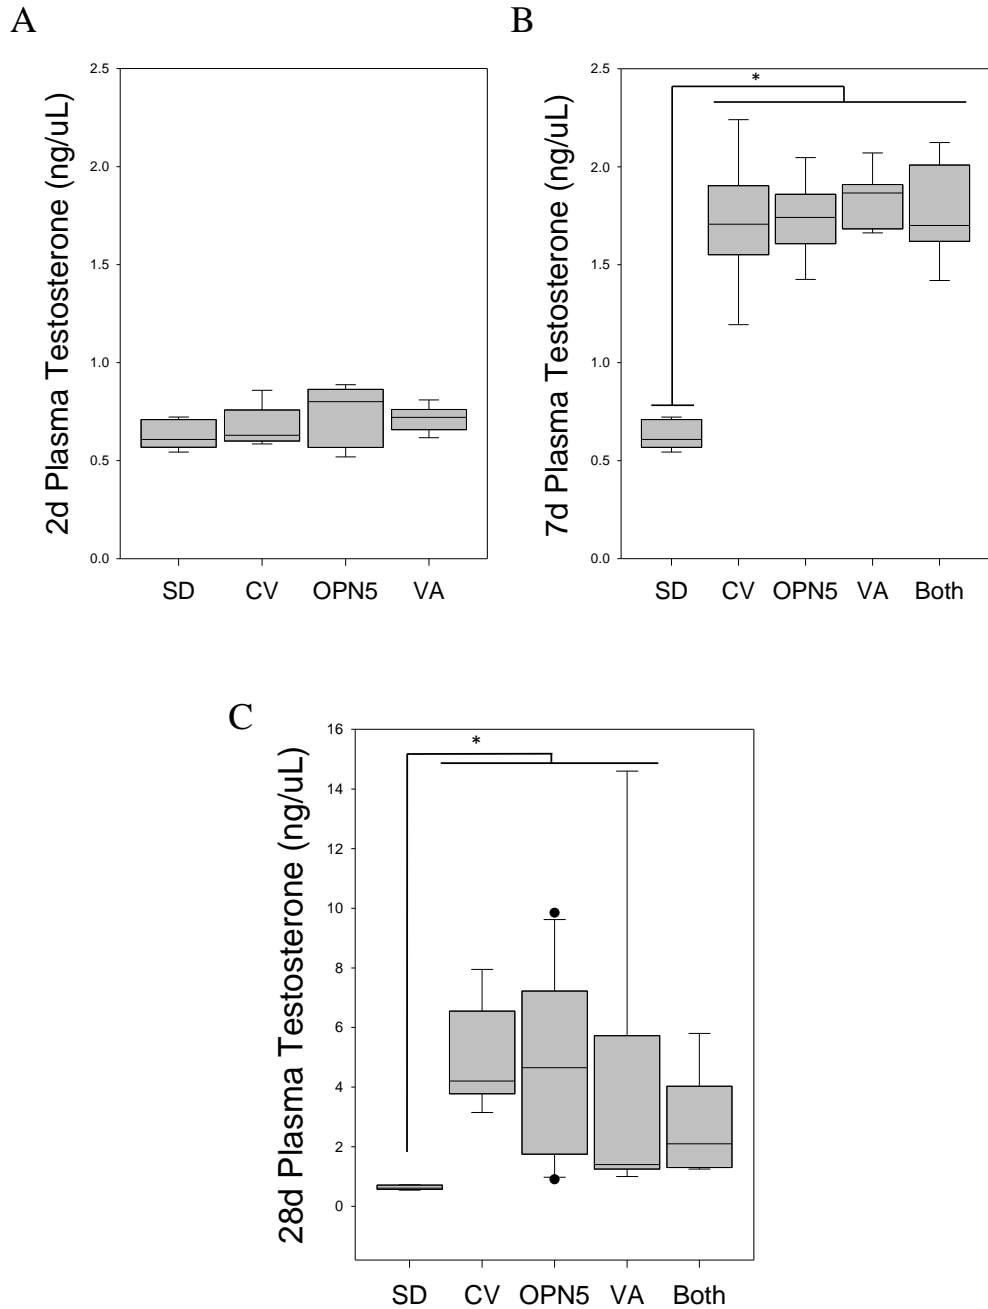 A
2d Plasma Testosterone (ng/uL)
2.5
2.0
1.5
1.0
0.5
0.0
SD CV OPN5 VA
B
7d Plasma Testosterone (ng/uL)
2.5
2.0
1.5
1.0
0.5
0.0
*
SD CV OPN5 VA Both
C
28d Plasma Testosterone (ng/uL)
16
14
12
10
8
6
4
2
0
*
SD CV OPN5 VA Both